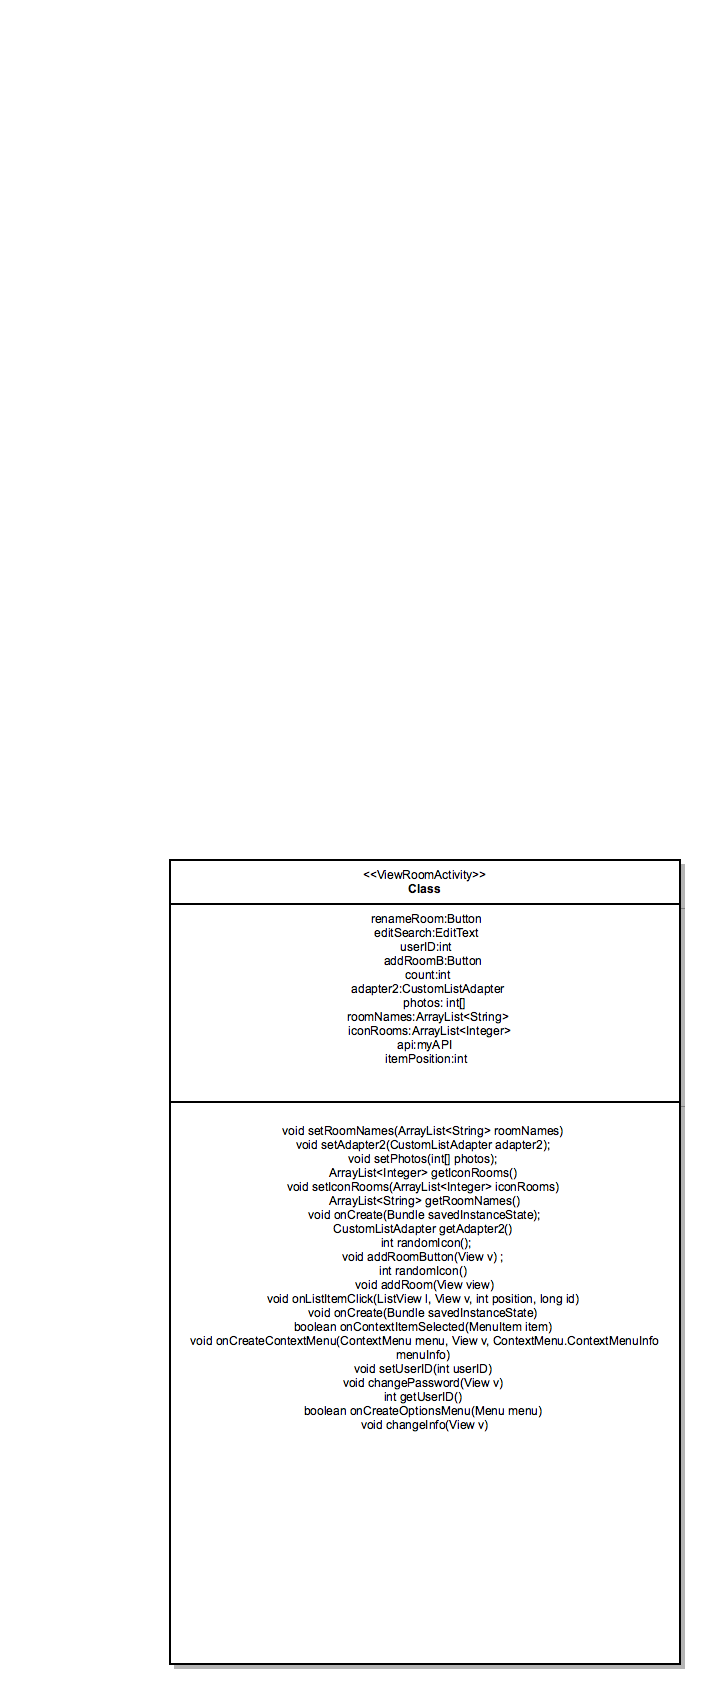 <<ViewRoomActivity>>
Class
renameRoom:Button
editSearch:EditText
userID:int
addRoomB:Button
count:int
adapter2:CustomListAdapter
photos: int[]
roomNames:ArrayList<String>
iconRooms:ArrayList<Integer>
api:myAPI
itemPosition:int
void setRoomNames(ArrayList<String> roomNames)
void setAdapter2(CustomListAdapter adapter2);
void setPhotos(int[] photos);
ArrayList<Integer> getIconRooms()
void setIconRooms(ArrayList<Integer> iconRooms)
ArrayList<String> getRoomNames()
void onCreate(Bundle savedInstanceState);
CustomListAdapter getAdapter2()
int randomIcon();
void addRoomButton(View v) ;
int randomIcon()
void addRoom(View view)
void onListItemClick(ListView l, View v, int position, long id)
void onCreate(Bundle savedInstanceState)
boolean onContextItemSelected(MenuItem item)
void onCreateContextMenu(ContextMenu menu, View v, ContextMenu.ContextMenuInfo
menuInfo)
void setUserID(int userID)
void changePassword(View v)
int getUserID()
boolean onCreateOptionsMenu(Menu menu)
void changeInfo(View v)